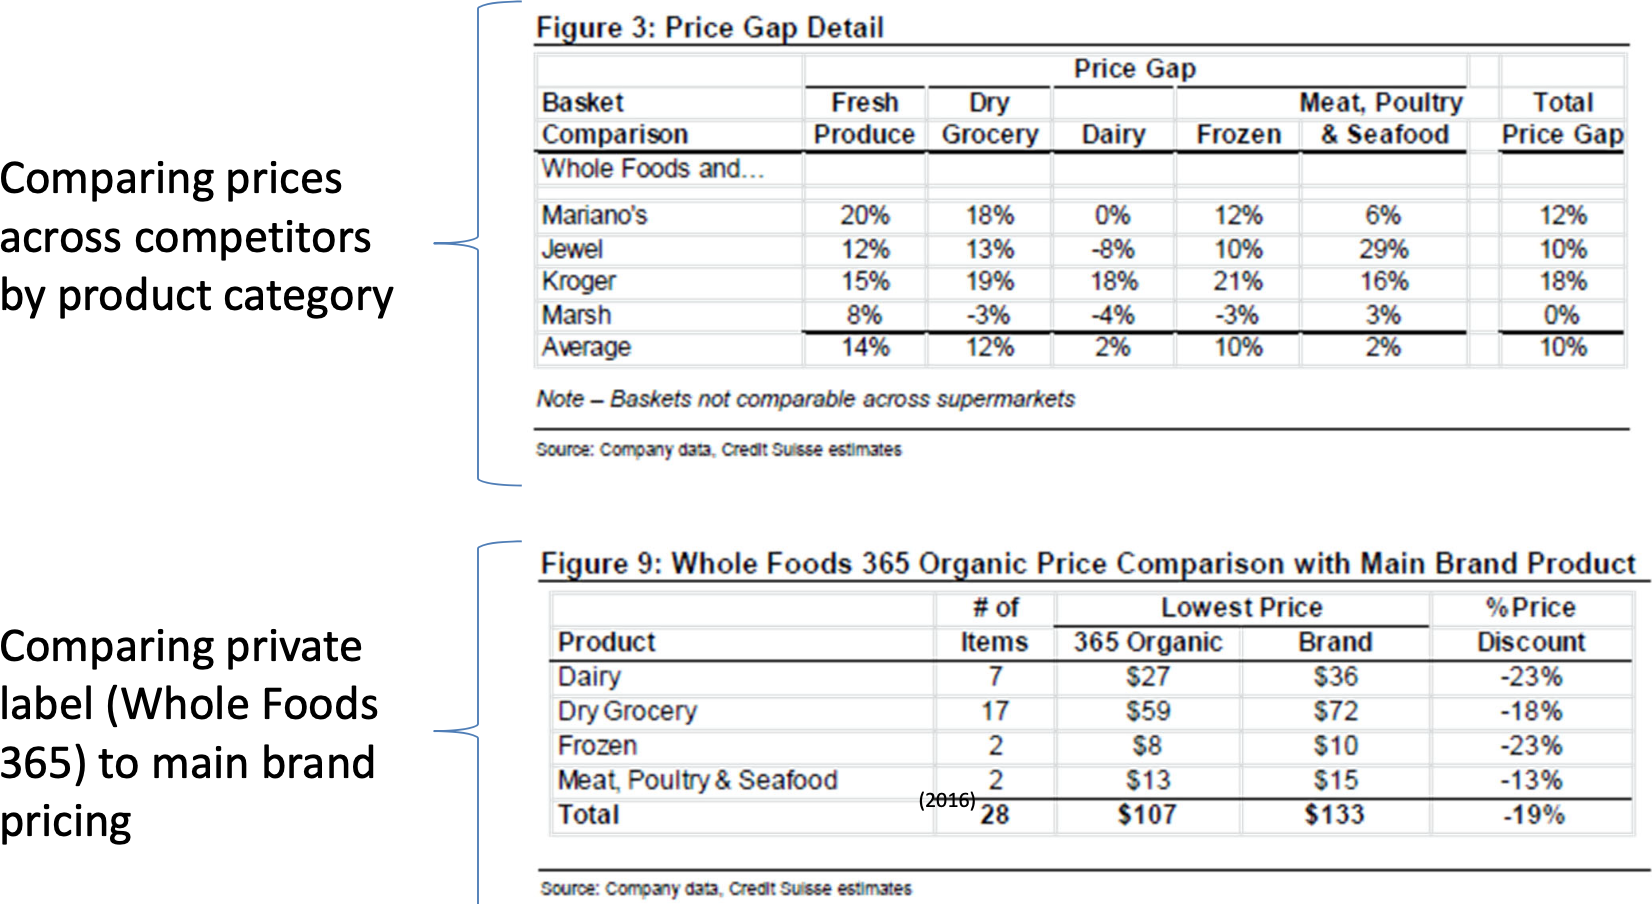 Comparing prices
across competitors
by product category
Figure 3: Price Gap Detail
Price Gap
Basket Fresh Dry Meat, Poultry Total
Comparison Produce Grocery Dairy Frozen & Seafood Price Gap
Whole Foods and...
Mariano's 20% 18% 0% 12% 6% 12%
Jewel 12% 13% -8% 10% 29% 10%
Kroger 15% 19% 18% 21% 16% 18%
Marsh 8% -3% -4% -3% 3% 0%
Average 14% 12% 2% 10% 2% 10%
Note – Baskets not comparable across supermarkets
Source: Company data, Credit Suisse estimates
Comparing private
label (Whole Foods
365) to main brand
pricing
Figure 9: Whole Foods 365 Organic Price Comparison with Main Brand Product
# of Lowest Price % Price
Product Items 365 Organic Brand Discount
Dairy 7 $27 $36 -23%
Dry Grocery 17 $59 $72 -18%
Frozen 2 $8 $10 -23%
Meat, Poultry & Seafood 2 $13 $15 -13%
(2016)
Total 28 $107 $133 -19%
Source: Company data, Credit Suisse estimates